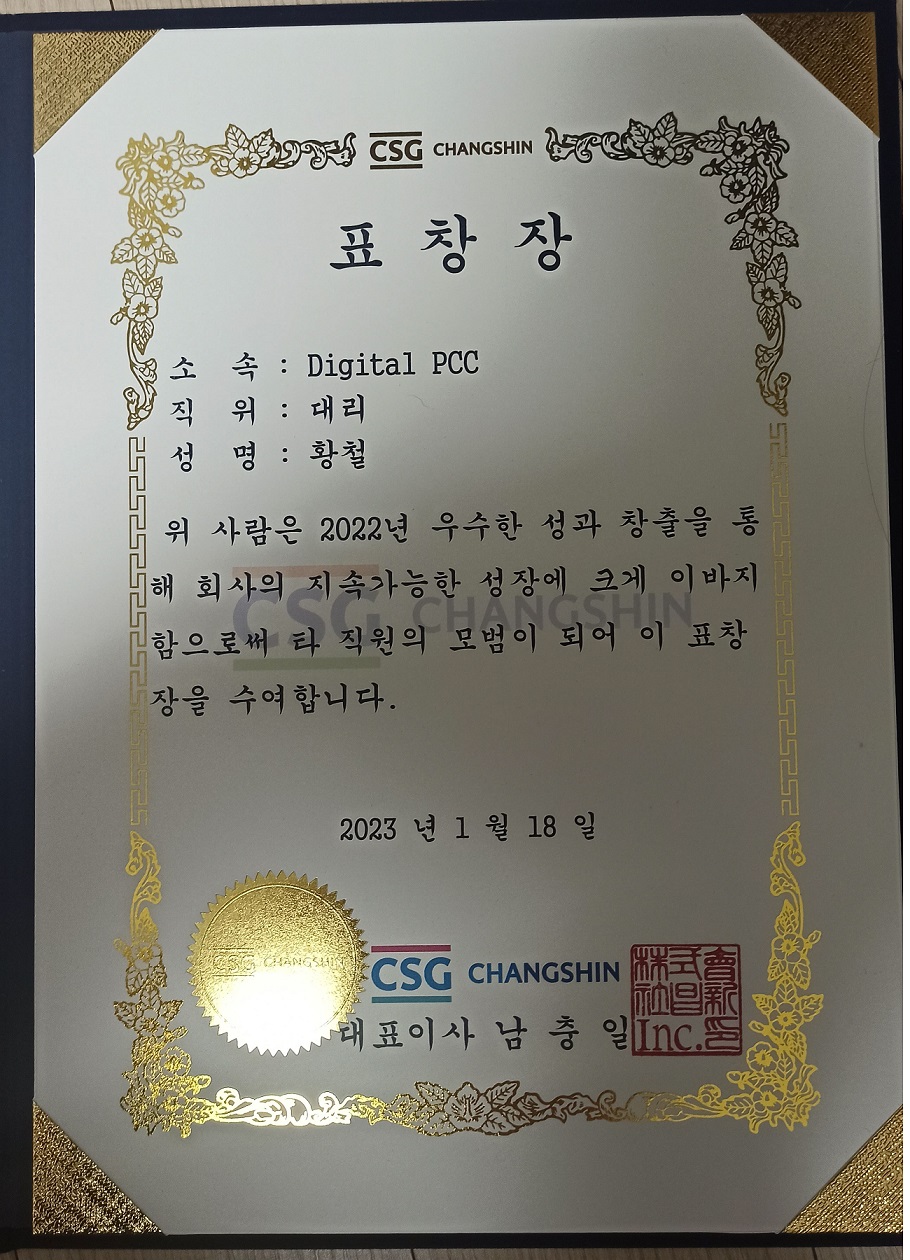 CSG CHANGSHIN
표 창 장
소 속 : Digital PCC
직 위 : 대리
성 명 : 황철
위 사람은 2022년 우수한 성과 창출을 통
해 회사의 지속가능한 성장에 크게 이바지
CSG CHANGSHIN
함으로써 타 직원의 모범이 되어 이 표창
장을 수여합니다.
2023 년 1 월 18 일
CSG CHANGSHIN
CSG CHANGSHIN
株式會
社昌新
Inc.印
대표이사 남 충 일